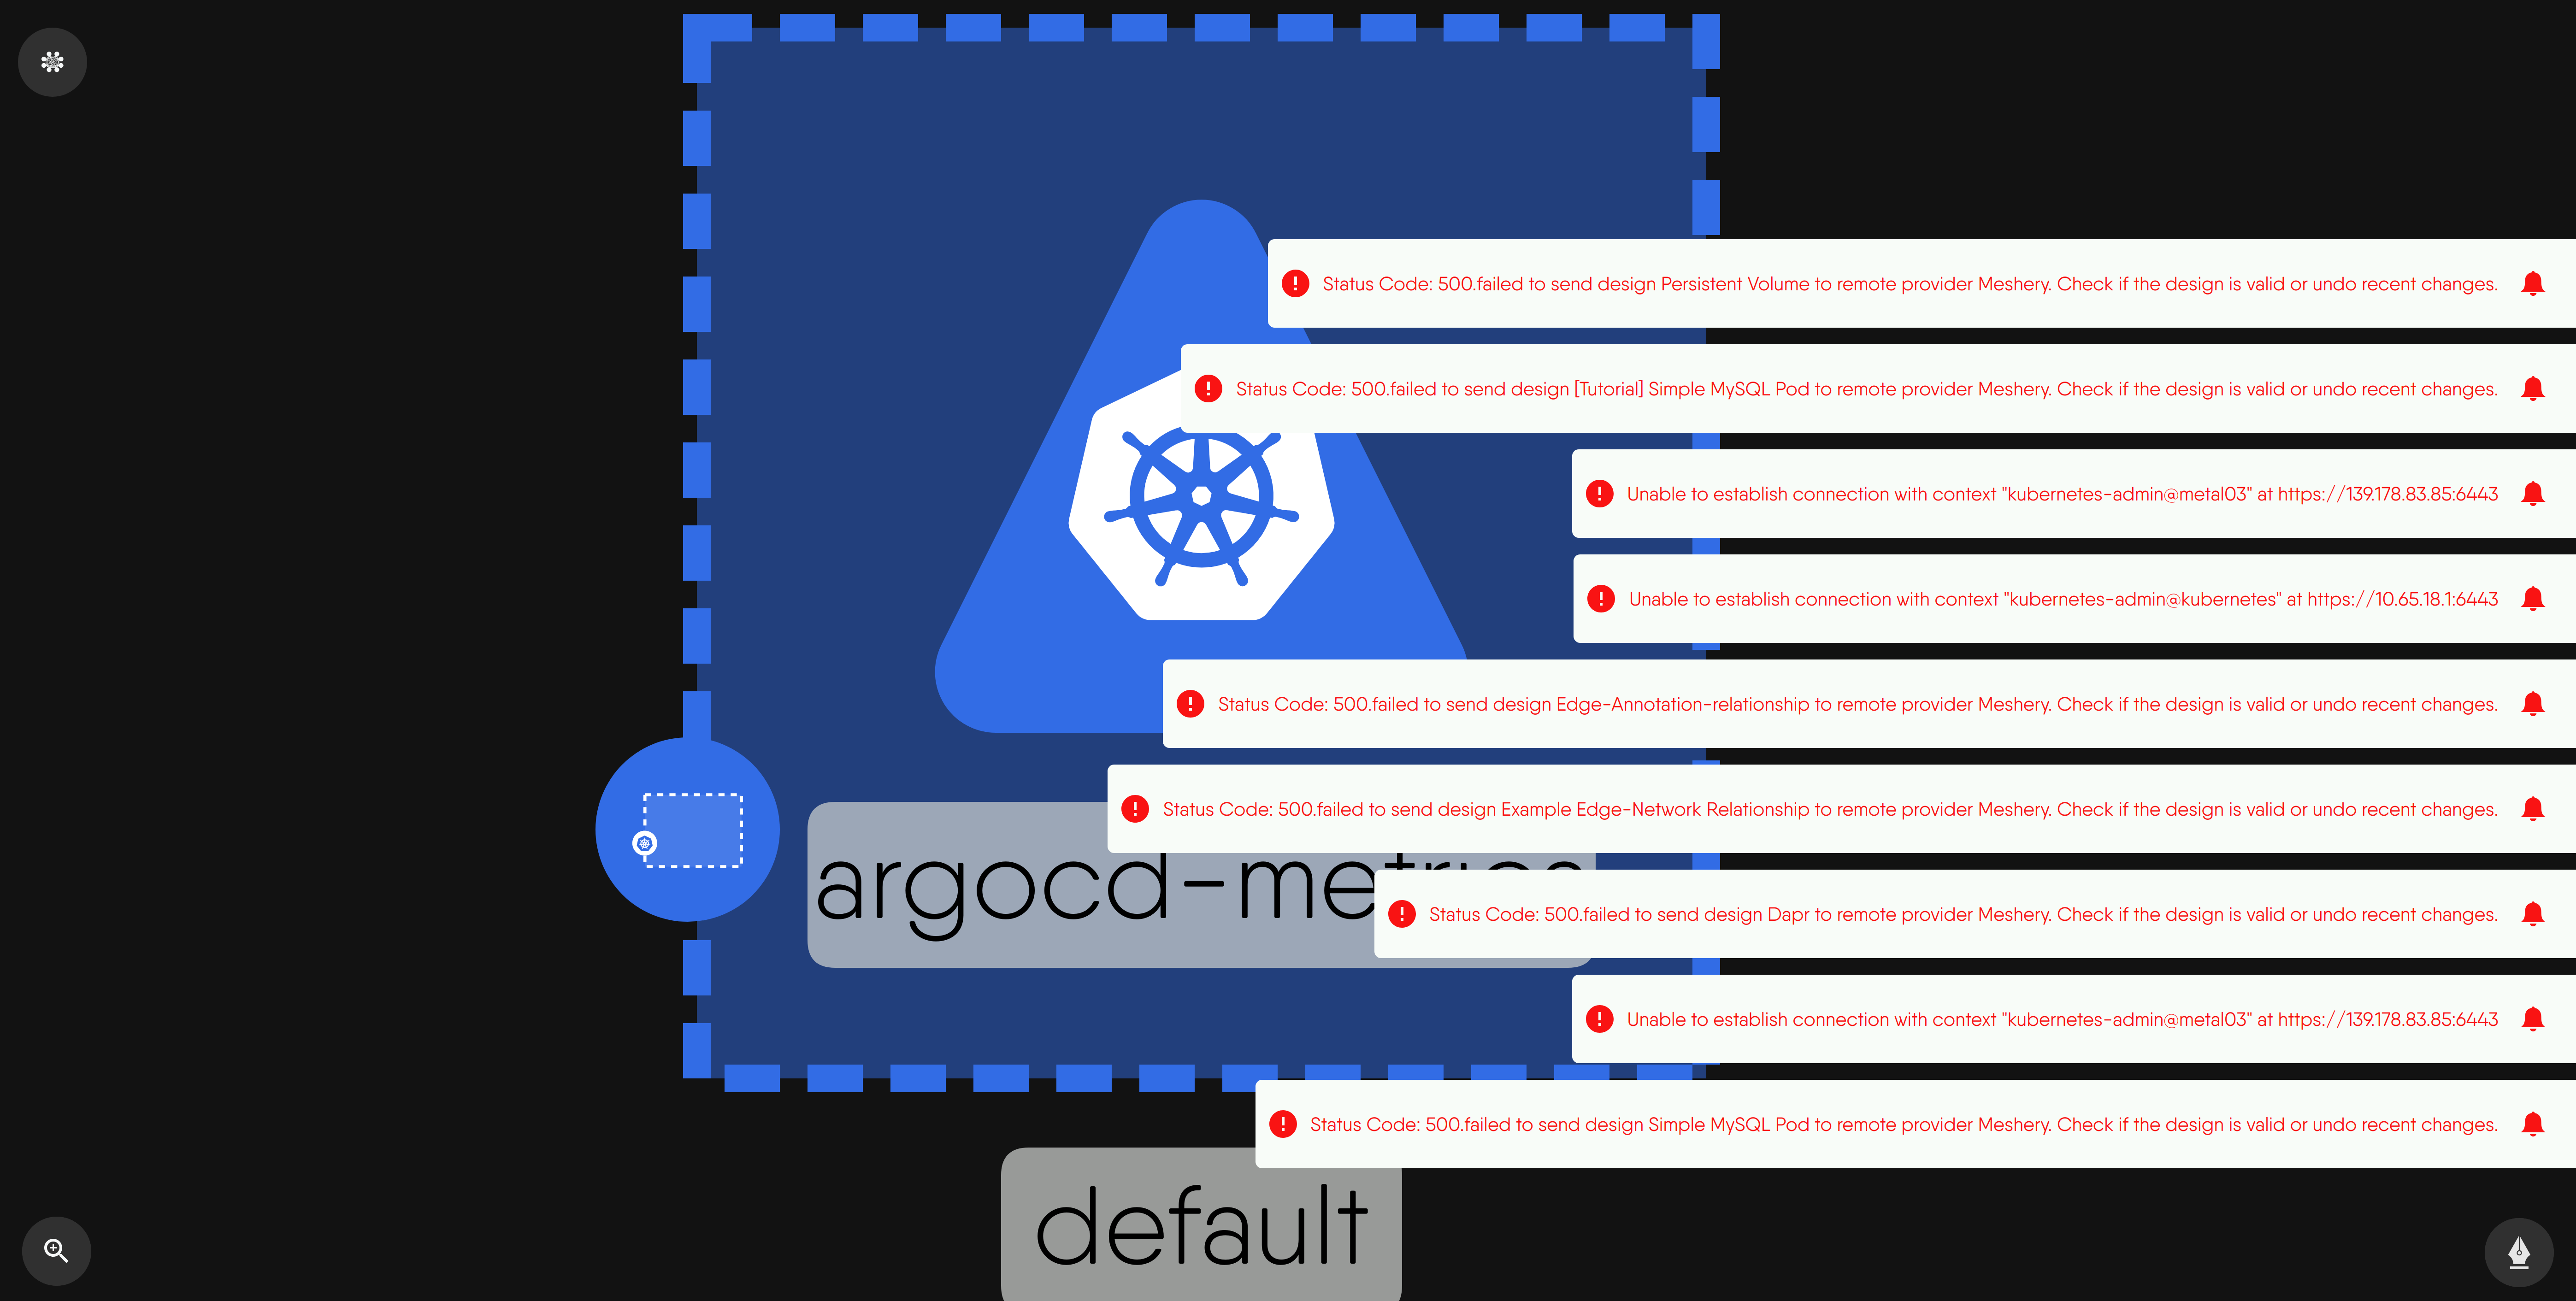 Status Code: 500.failed to send design Persistent Volume to remote provider Meshery. Check if the design is valid or undo recent changes.
Status Code: 500.failed to send design [Tutorial] Simple MySQL Pod to remote provider Meshery. Check if the design is valid or undo recent changes.
Unable to establish connection with context "kubernetes-admin@metal03" at https://139.178.83.85:6443
Unable to establish connection with context "kubernetes-admin@kubernetes" at https://10.65.18.1:6443
Status Code: 500.failed to send design Edge-Annotation-relationship to remote provider Meshery. Check if the design is valid or undo recent changes.
Status Code: 500.failed to send design Example Edge-Network Relationship to remote provider Meshery. Check if the design is valid or undo recent changes.
argocd-metrics
Status Code: 500.failed to send design Dapr to remote provider Meshery. Check if the design is valid or undo recent changes.
Unable to establish connection with context "kubernetes-admin@metal03" at https://139.178.83.85:6443
Status Code: 500.failed to send design Simple MySQL Pod to remote provider Meshery. Check if the design is valid or undo recent changes.
default